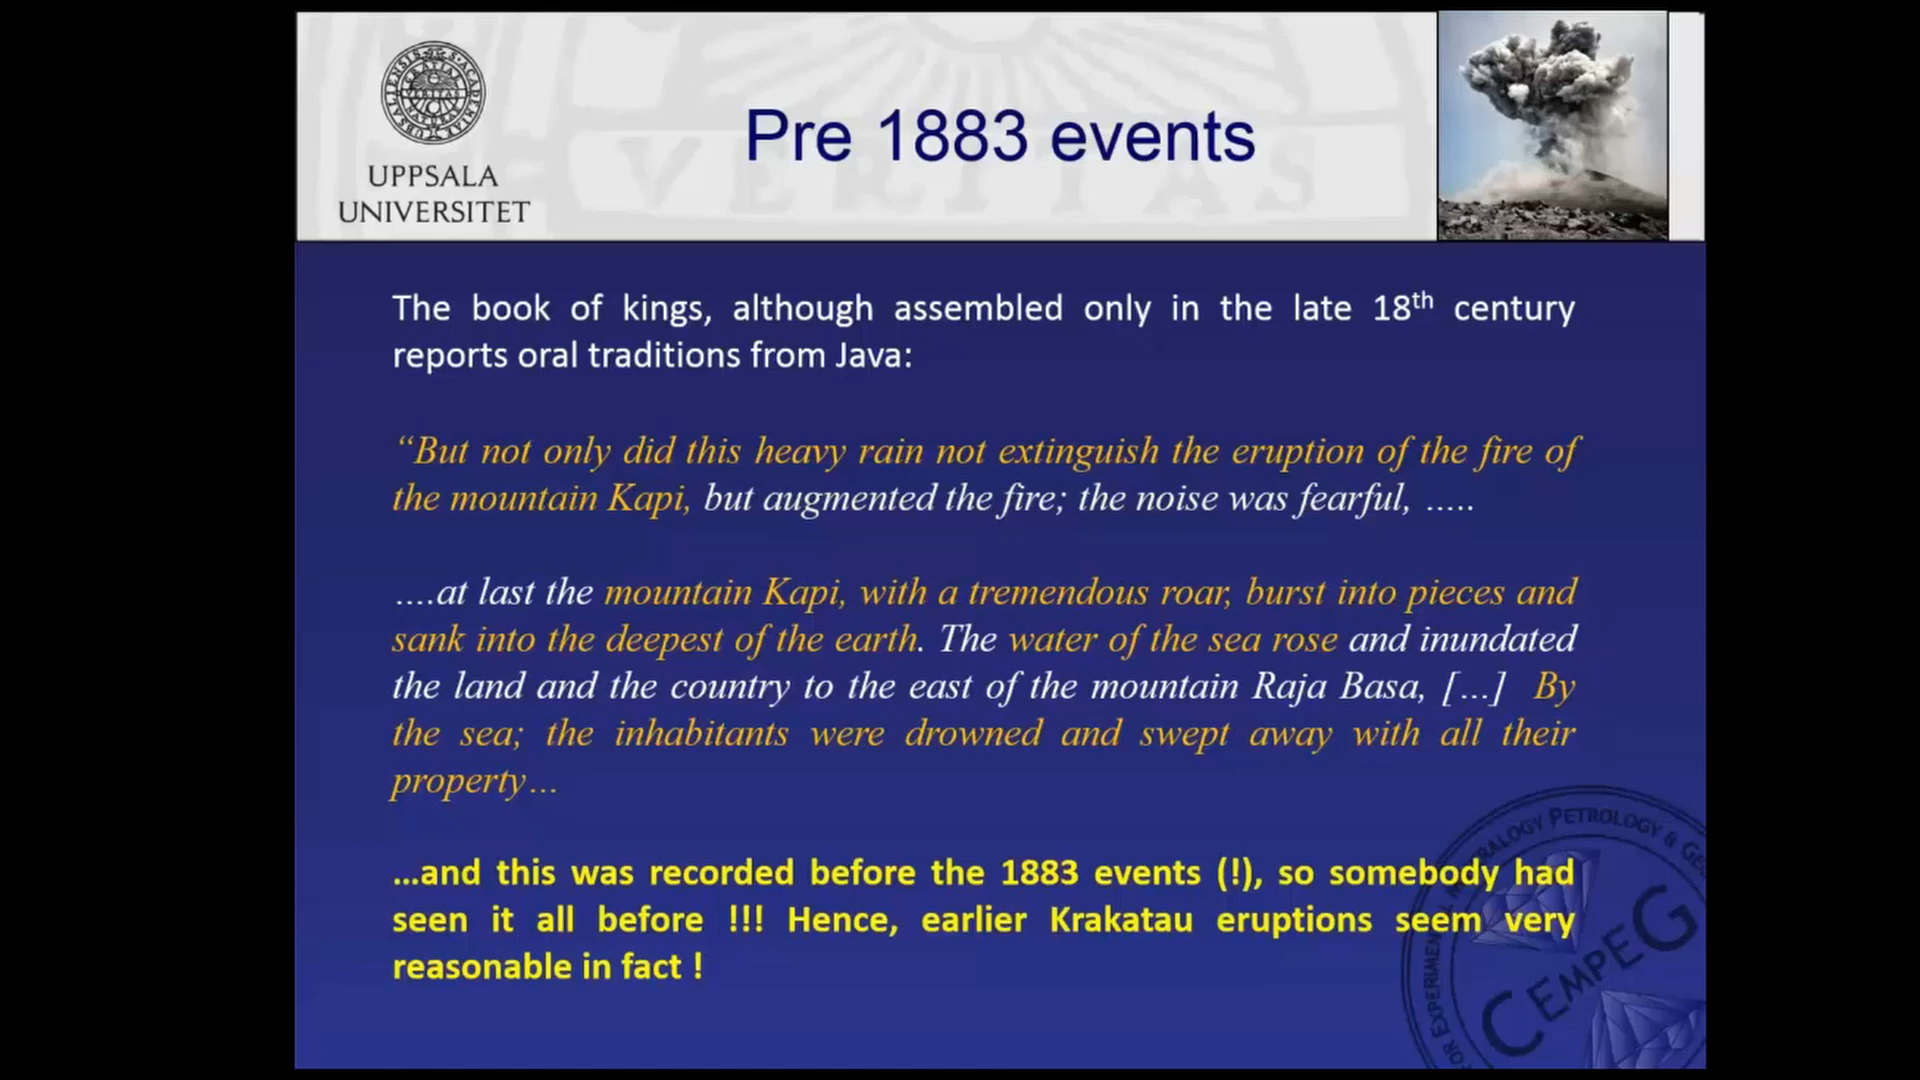 UPPSALA
UNIVERSITET
Pre 1883 events
The book of kings, although assembled only in the late 18th century
reports oral traditions from Java:
“But not only did this heavy rain not extinguish the eruption of the fire of
the mountain Kapi, but augmented the fire; the noise was fearful, …..
….at last the mountain Kapi, with a tremendous roar, burst into pieces and
sank into the deepest of the earth. The water of the sea rose and inundated
the land and the country to the east of the mountain Raja Basa, […] By
the sea; the inhabitants were drowned and swept away with all their
property…
…and this was recorded before the 1883 events (!), so somebody had
seen it all before !!! Hence, earlier Krakatau eruptions seem very
reasonable in fact !
VERITAS
PETROLOGY &
CEMPEG